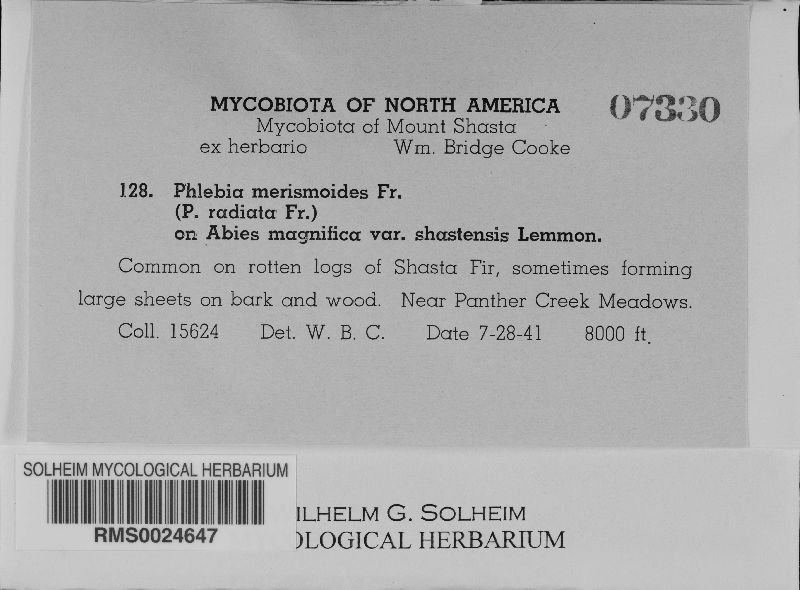 MYCOBIOTA OF NORTH AMERICA 07330
Mycobiota of Mount Shasta
ex herbario Wm. Bridge Cooke
128. Phlebia merismoides Fr.
(P. radiata Fr.)
on Abies magnifica var. shastensis Lemmon.
Common on rotten logs of Shasta Fir, sometimes forming
large sheets on bark and wood. Near Panther Creek Meadows.
Coll. 15624 Det. W. B. C. Date 7-28-41 8000 ft.
SOLHEIM MYCOLOGICAL HERBARIUM
RMS0024647
ILHELM G. SOLHEIM
OLOGICAL HERBARIUM